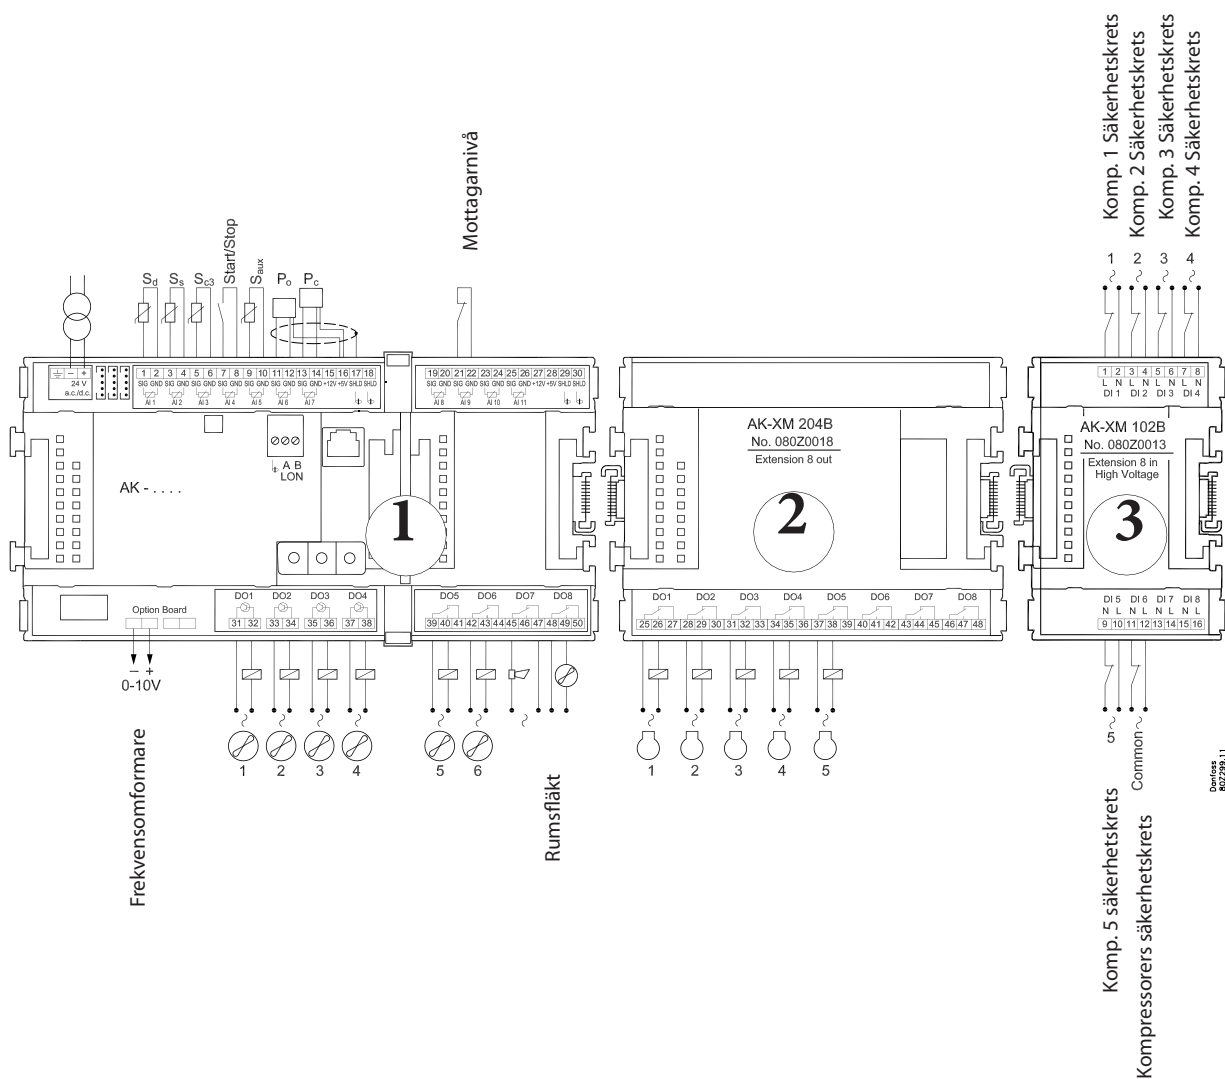 Komp. 1 Säkerhetskrets
Komp. 2 Säkerhetskrets
Komp. 3 Säkerhetskrets
Komp. 4 Säkerhetskrets
Mottagarnivå
Sd
Ss
Sc3
Start/Stop
Saux
Po
Pc
1 2 3 4
– +
24 V
a.c./d.c.
1 2 3 4 5 6 7 8 9 10 11 12 13 14 15 16 17 18
SIG GND SIG GND SIG GND SIG GND SIG GND SIG GND SIG GND +12V +5V SHLD SHLD
AI 1 AI 2 AI 3 AI 4 AI 5 AI 6 AI 7
19 20 21 22 23 24 25 26 27 28 29 30
SIG GND SIG GND SIG GND SIG GND +12V +5V SHLD SHLD
AI 8 AI 9 AI 10 AI 11
1 2 3 4 5 6 7 8
L N L N L N L N
DI 1 DI 2 DI 3 DI 4
A B
LON
AK - . . . .
1
AK-XM 204B
No. 080Z0018
Extension 8 out
2
AK-XM 102B
No. 080Z0013
Extension 8 in
High Voltage
3
Option Board
DO1 DO2 DO3 DO4
31 32 33 34 35 36 37 38
DO5 DO6 DO7 DO8
39 40 41 42 43 44 45 46 47 48 49 50
DO1 DO2 DO3 DO4 DO5 DO6 DO7 DO8
25 26 27 28 29 30 31 32 33 34 35 36 37 38 39 40 41 42 43 44 45 46 47 48
DI 5 DI 6 DI 7 DI 8
N L N L N L N L
9 10 11 12 13 14 15 16
– +
0-10V
1 2 3 4
5 6
1 2 3 4 5
5
Common
Frekvensomformare
Rumsfläkt
Komp. 5 säkerhetskrets
Kompressorers säkerhetskrets
Danfoss
80Z299.11